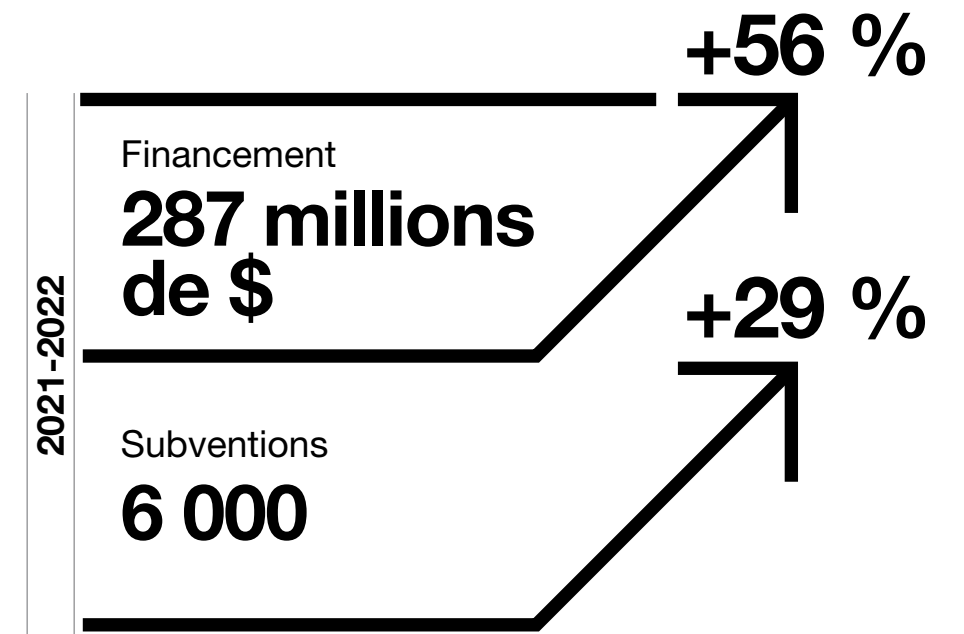 2021-2022
+56 %
Financement
287 millions
de $
+29 %
Subventions
6 000